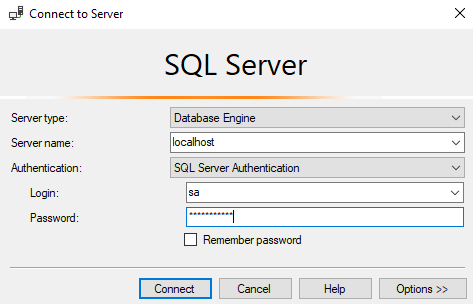 Connect to Server
SQL Server
Server type: Database Engine
Server name: localhost
Authentication: SQL Server Authentication
Login: sa
Password: ***********
Remember password
Connect Cancel Help Options >>